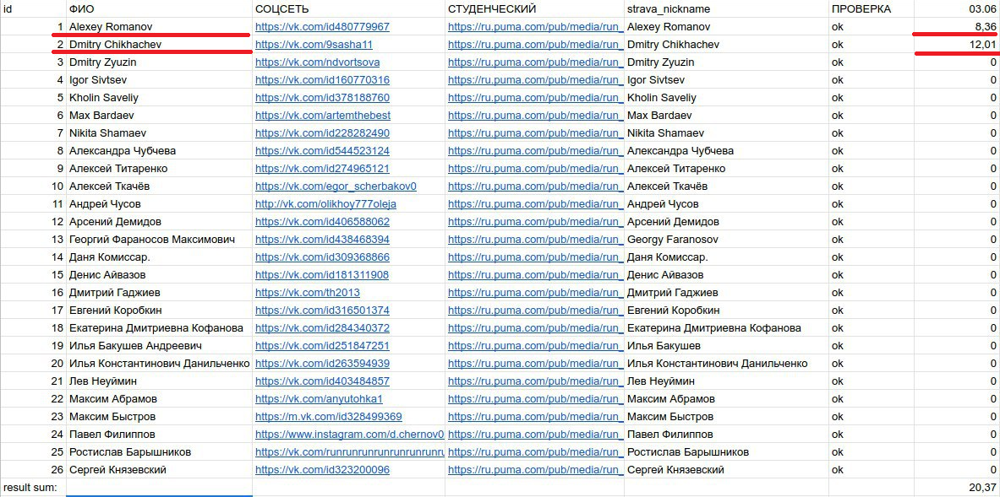 id ФИО СОЦСЕТЬ СТУДЕНЧЕСКИЙ strava_nickname ПРОВЕРКА 03.06
1 Alexey Romanov https://vk.com/id480779967 https://ru.puma.com/pub/media/run_ Alexey Romanov ok 8,36
2 Dmitry Chikhachev https://vk.com/9sasha11 https://ru.puma.com/pub/media/run_ Dmitry Chikhachev ok 12,01
3 Dmitry Zyuzin https://vk.com/ndvortsova https://ru.puma.com/pub/media/run_ Dmitry Zyuzin ok 0
4 Igor Sivtsev https://vk.com/id160770316 https://ru.puma.com/pub/media/run_ Igor Sivtsev ok 0
5 Kholin Saveliy https://vk.com/id378188760 https://ru.puma.com/pub/media/run_ Kholin Saveliy ok 0
6 Max Bardaev https://vk.com/artemthebest https://ru.puma.com/pub/media/run_ Max Bardaev ok 0
7 Nikita Shamaev https://vk.com/id228282490 https://ru.puma.com/pub/media/run_ Nikita Shamaev ok 0
8 Александра Чубчева https://vk.com/id544523124 https://ru.puma.com/pub/media/run_ Александра Чубчева ok 0
9 Алексей Титаренко https://vk.com/id274965121 https://ru.puma.com/pub/media/run_ Алексей Титаренко ok 0
10 Алексей Ткачёв https://vk.com/egor_scherbakov0 https://ru.puma.com/pub/media/run_ Алексей Ткачёв ok 0
11 Андрей Чусов http://vk.com/olikhoy777oleja https://ru.puma.com/pub/media/run_ Андрей Чусов ok 0
12 Арсений Демидов https://vk.com/id406588062 https://ru.puma.com/pub/media/run_ Арсений Демидов ok 0
13 Георгий Фараносов Максимович https://vk.com/id438468394 https://ru.puma.com/pub/media/run_ Georgy Faranosov ok 0
14 Даня Комиссар. https://vk.com/id309368866 https://ru.puma.com/pub/media/run_ Даня Комиссар. ok 0
15 Денис Айвазов https://vk.com/id181311908 https://ru.puma.com/pub/media/run_ Денис Айвазов ok 0
16 Дмитрий Гаджиев https://vk.com/th2013 https://ru.puma.com/pub/media/run_ Дмитрий Гаджиев ok 0
17 Евгений Коробкин https://vk.com/id316501374 https://ru.puma.com/pub/media/run_ Евгений Коробкин ok 0
18 Екатерина Дмитриевна Кофанова https://vk.com/id284340372 https://ru.puma.com/pub/media/run_ Екатерина Дмитриевна Кофанова ok 0
19 Илья Бакушев Андреевич https://vk.com/id251847251 https://ru.puma.com/pub/media/run_ Илья Бакушев ok 0
20 Илья Константинович Данильченко https://vk.com/id263594939 https://ru.puma.com/pub/media/run_ Илья Константинович Данильченко ok 0
21 Лев Неуймин https://vk.com/id403484857 https://ru.puma.com/pub/media/run_ Лев Неуймин ok 0
22 Максим Абрамов https://vk.com/anyutohka1 https://ru.puma.com/pub/media/run_ Максим Абрамов ok 0
23 Максим Быстров https://m.vk.com/id328499369 https://ru.puma.com/pub/media/run_ Максим Быстров ok 0
24 Павел Филиппов https://www.instagram.com/d.chernov0 https://ru.puma.com/pub/media/run_ Павел Филиппов ok 0
25 Ростислав Барышников https://vk.com/runrunrunrunrunrunru https://ru.puma.com/pub/media/run_ Ростислав Барышников ok 0
26 Сергей Князевский https://vk.com/id323200096 https://ru.puma.com/pub/media/run_ Сергей Князевский ok 0
result sum: 20,37